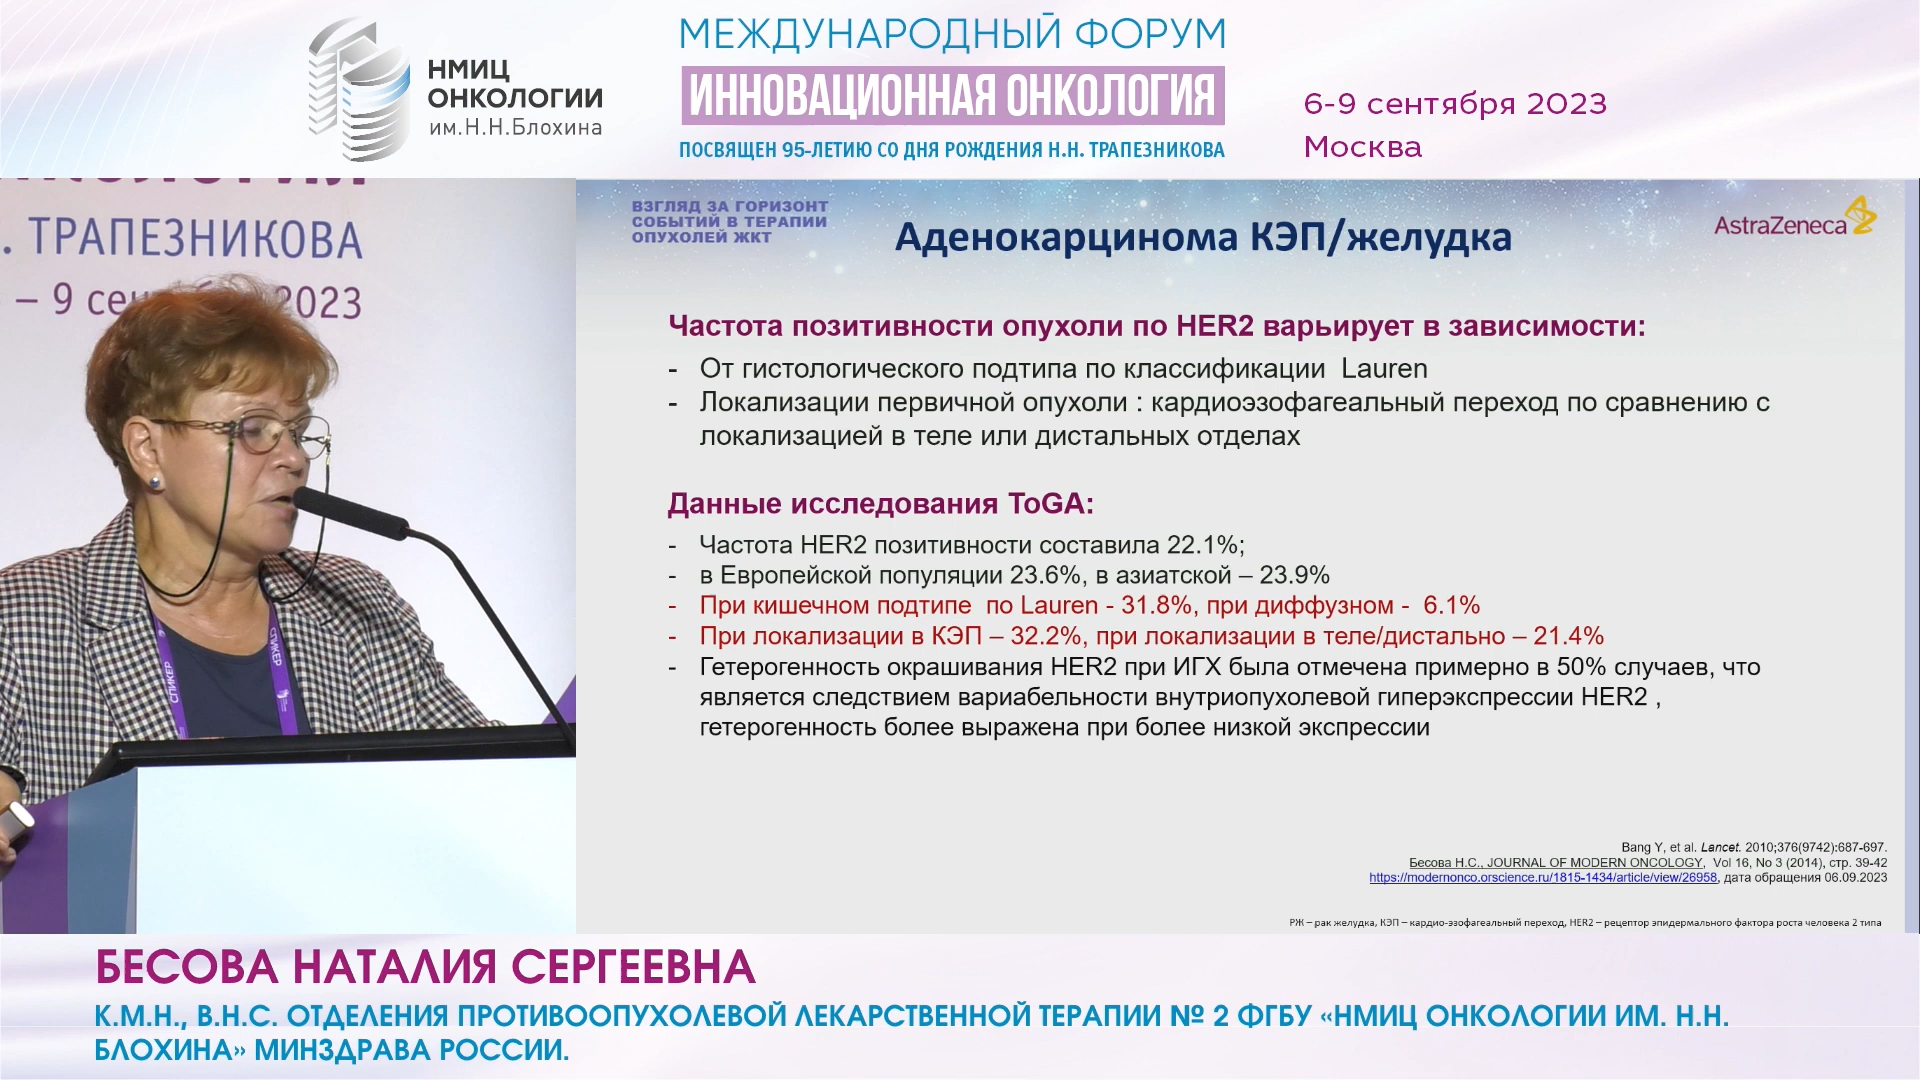 НМИЦ
ОНКОЛОГИИ
им.Н.Н.Блохина
МЕЖДУНАРОДНЫЙ ФОРУМ
ИННОВАЦИОННАЯ ОНКОЛОГИЯ
ПОСВЯЩЕН 95-ЛЕТИЮ СО ДНЯ РОЖДЕНИЯ Н.Н. ТРАПЕЗНИКОВА
6-9 сентября 2023
Москва
. ТРАПЕЗНИКОВА
– 9 сен 2023
СПИКЕР
СПИКЕР
ВЗГЛЯД ЗА ГОРИЗОНТ
СОБЫТИЙ В ТЕРАПИИ
ОПУХОЛЕЙ ЖКТ
Аденокарцинома КЭП/желудка
AstraZeneca
Частота позитивности опухоли по HER2 варьирует в зависимости:
- От гистологического подтипа по классификации Lauren
- Локализации первичной опухоли : кардиоэзофагеальный переход по сравнению с
локализацией в теле или дистальных отделах
Данные исследования ToGA:
- Частота HER2 позитивности составила 22.1%;
- в Европейской популяции 23.6%, в азиатской – 23.9%
- При кишечном подтипе по Lauren - 31.8%, при диффузном - 6.1%
- При локализации в КЭП – 32.2%, при локализации в теле/дистально – 21.4%
- Гетерогенность окрашивания HER2 при ИГХ была отмечена примерно в 50% случаев, что
является следствием вариабельности внутриопухолевой гиперэкспрессии HER2 ,
гетерогенность более выражена при более низкой экспрессии
Bang Y, et al. Lancet. 2010;376(9742):687-697.
Бесова Н.С., JOURNAL OF MODERN ONCOLOGY, Vol 16, No 3 (2014), стр. 39-42
https://modernonco.orscience.ru/1815-1434/article/view/26958, дата обращения 06.09.2023
РЖ – рак желудка, КЭП – кардио-эзофагеальный переход, HER2 – рецептор эпидермального фактора роста человека 2 типа
БЕСОВА НАТАЛИЯ СЕРГЕЕВНА
К.М.Н., В.Н.С. ОТДЕЛЕНИЯ ПРОТИВООПУХОЛЕВОЙ ЛЕКАРСТВЕННОЙ ТЕРАПИИ № 2 ФГБУ «НМИЦ ОНКОЛОГИИ ИМ. Н.Н.
БЛОХИНА» МИНЗДРАВА РОССИИ.